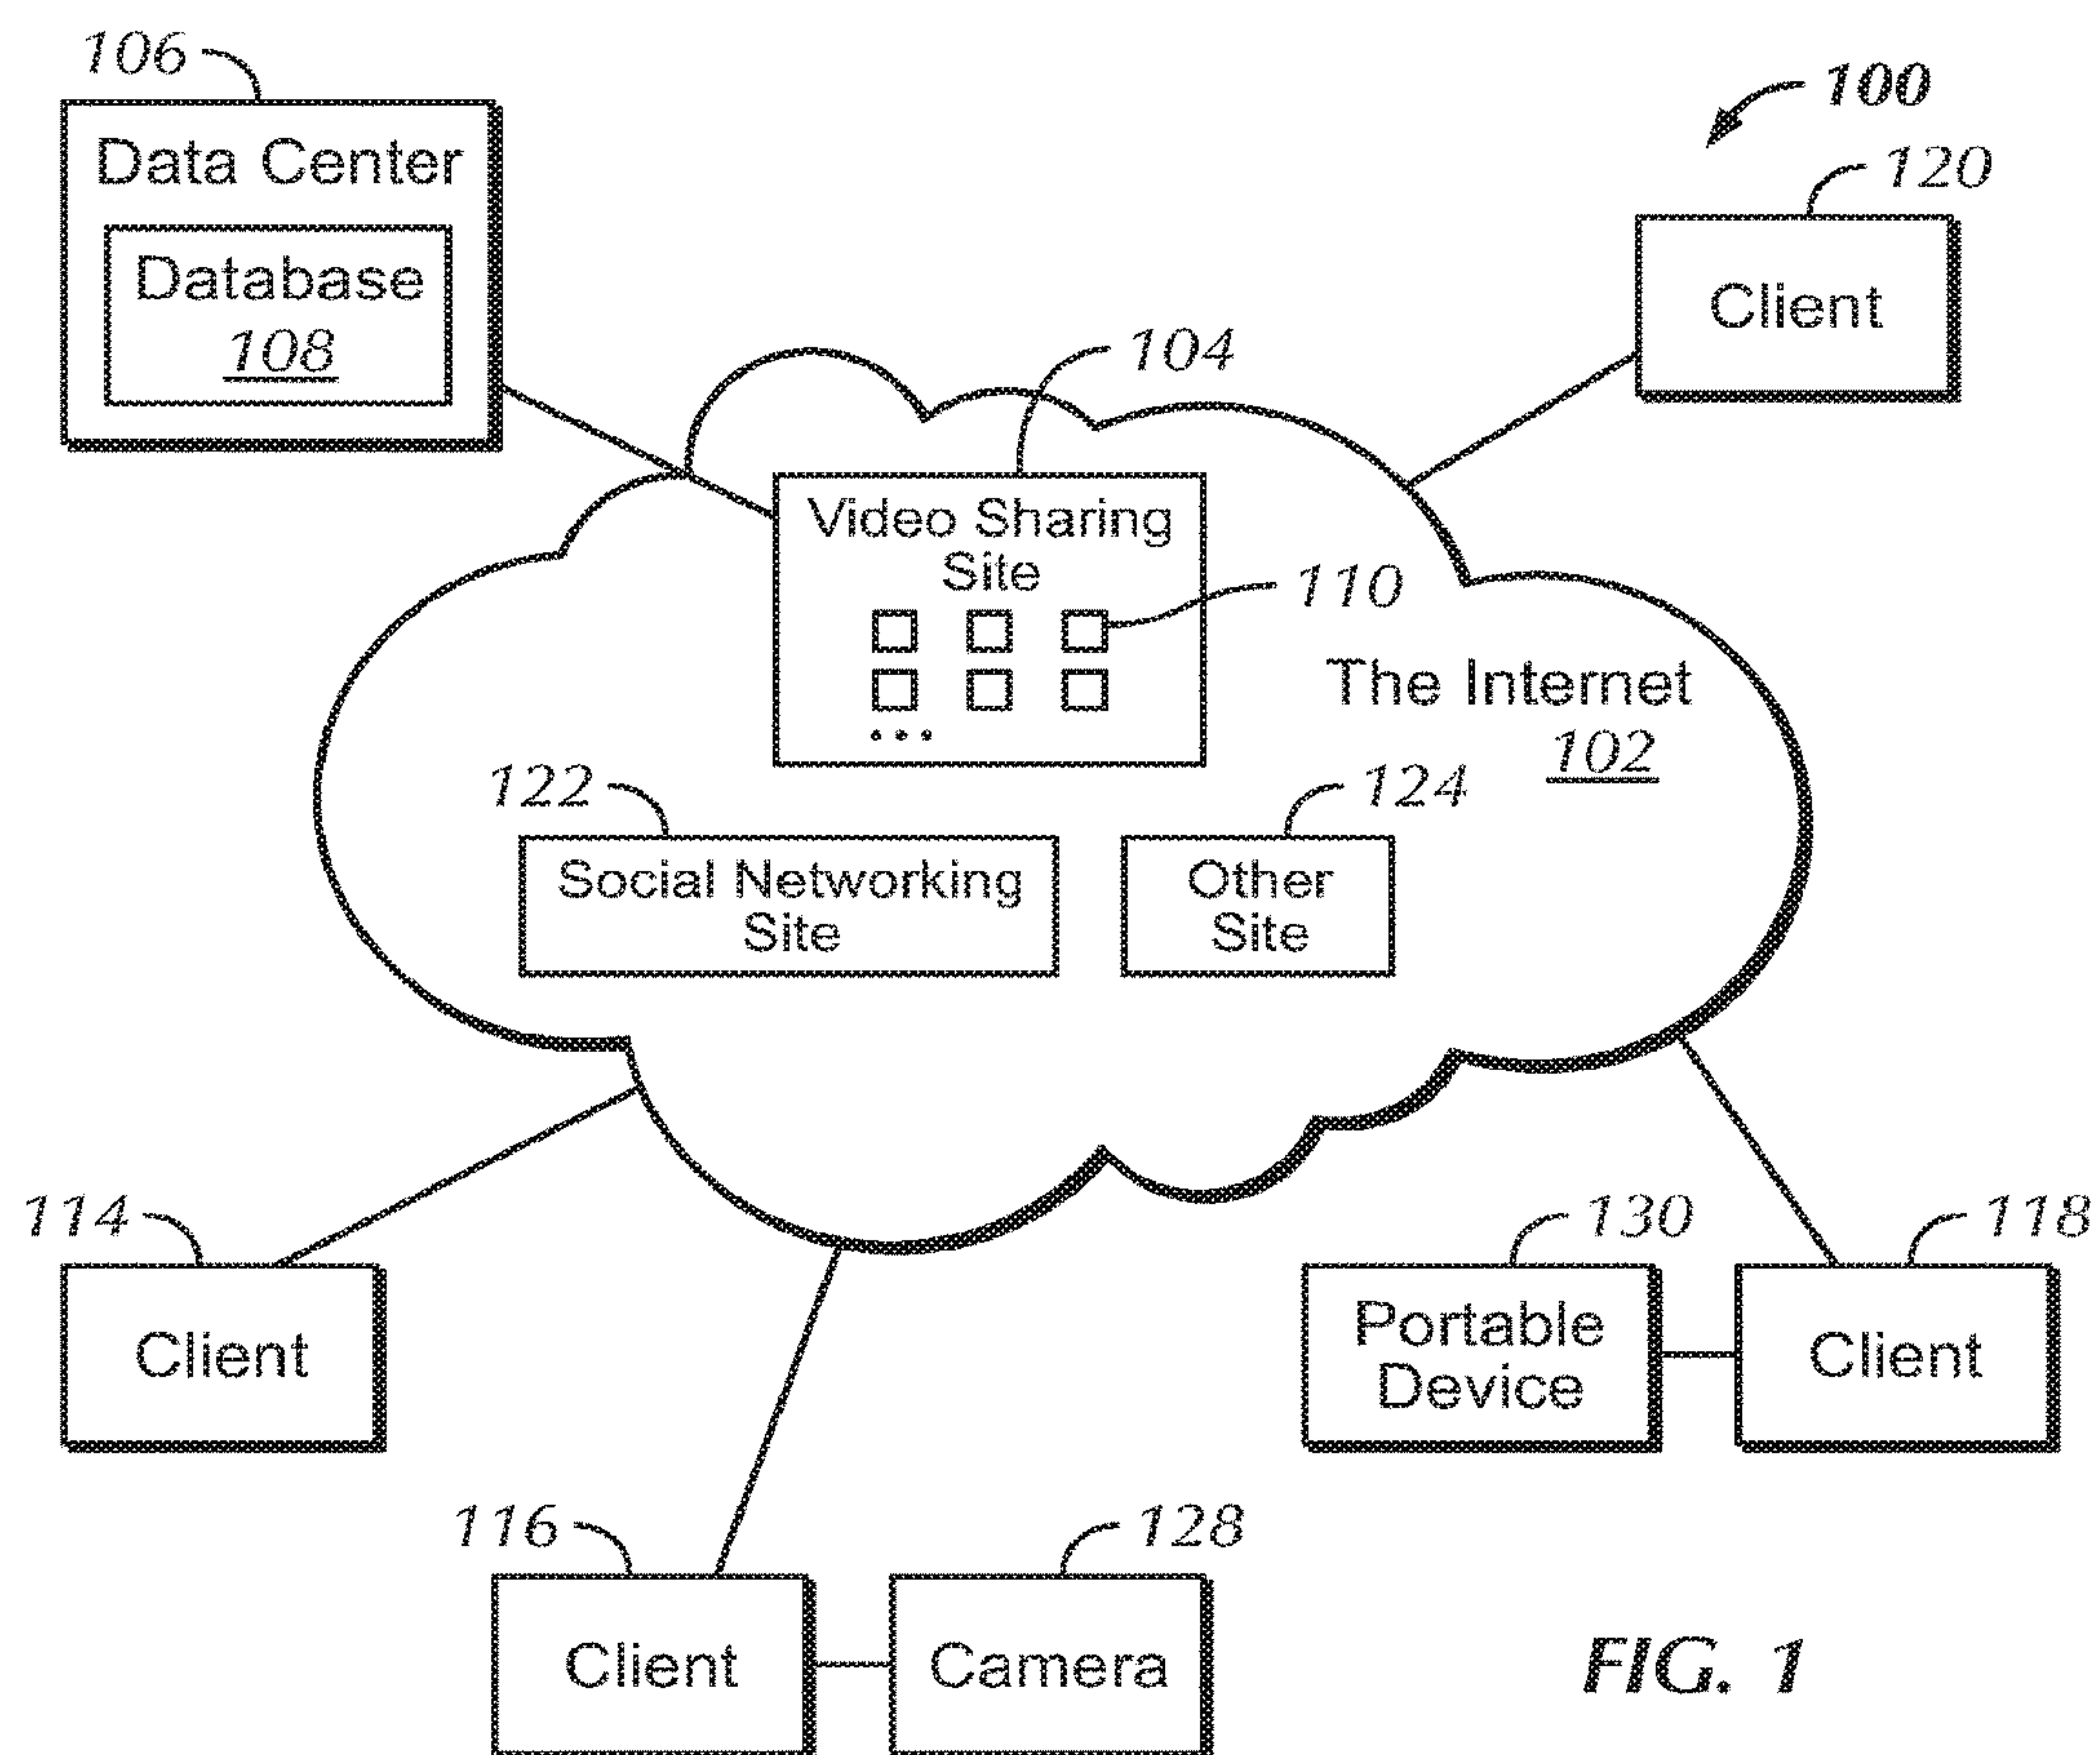 106
100
Data Center
120
Database
108
Client
104
Video Sharing
Site
110
The Internet
102
122
124
Social Networking
Site
Other
Site
114
130
118
Client
Portable
Device
Client
116
128
Client
Camera
FIG. 1